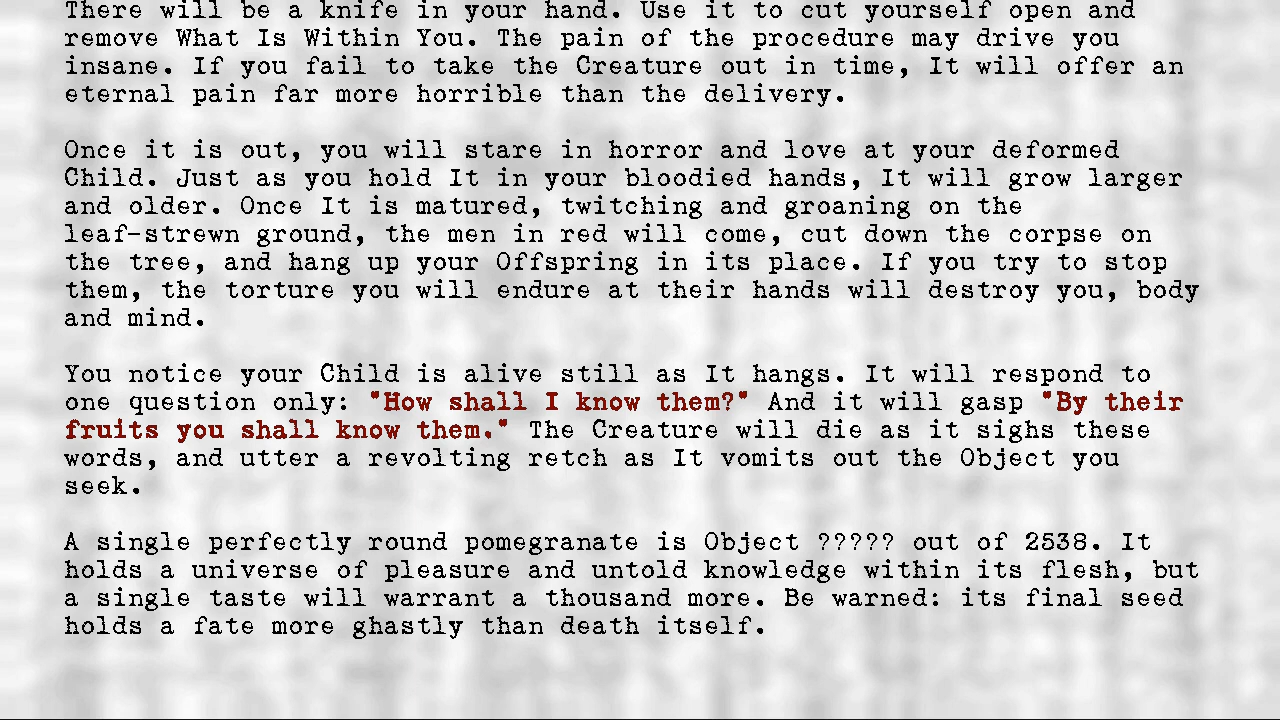 There will be a knife in your hand. Use it to cut yourself open and
remove What Is Within You. The pain of the procedure may drive you
insane. If you fail to take the Creature out in time, It will offer an
eternal pain far more horrible than the delivery.
Once it is out, you will stare in horror and love at your deformed
Child. Just as you hold It in your bloodied hands, It will grow larger
and older. Once It is matured, twitching and groaning on the
leaf-strewn ground, the men in red will come, cut down the corpse on
the tree, and hang up your Offspring in its place. If you try to stop
them, the torture you will endure at their hands will destroy you, body
and mind.
You notice your Child is alive still as It hangs. It will respond to
one question only: "How shall I know them?" And it will gasp "By their
fruits you shall know them." The Creature will die as it sighs these
words, and utter a revolting retch as It vomits out the Object you
seek.
A single perfectly round pomegranate is Object ????? out of 2538. It
holds a universe of pleasure and untold knowledge within its flesh, but
a single taste will warrant a thousand more. Be warned: its final seed
holds a fate more ghastly than death itself.